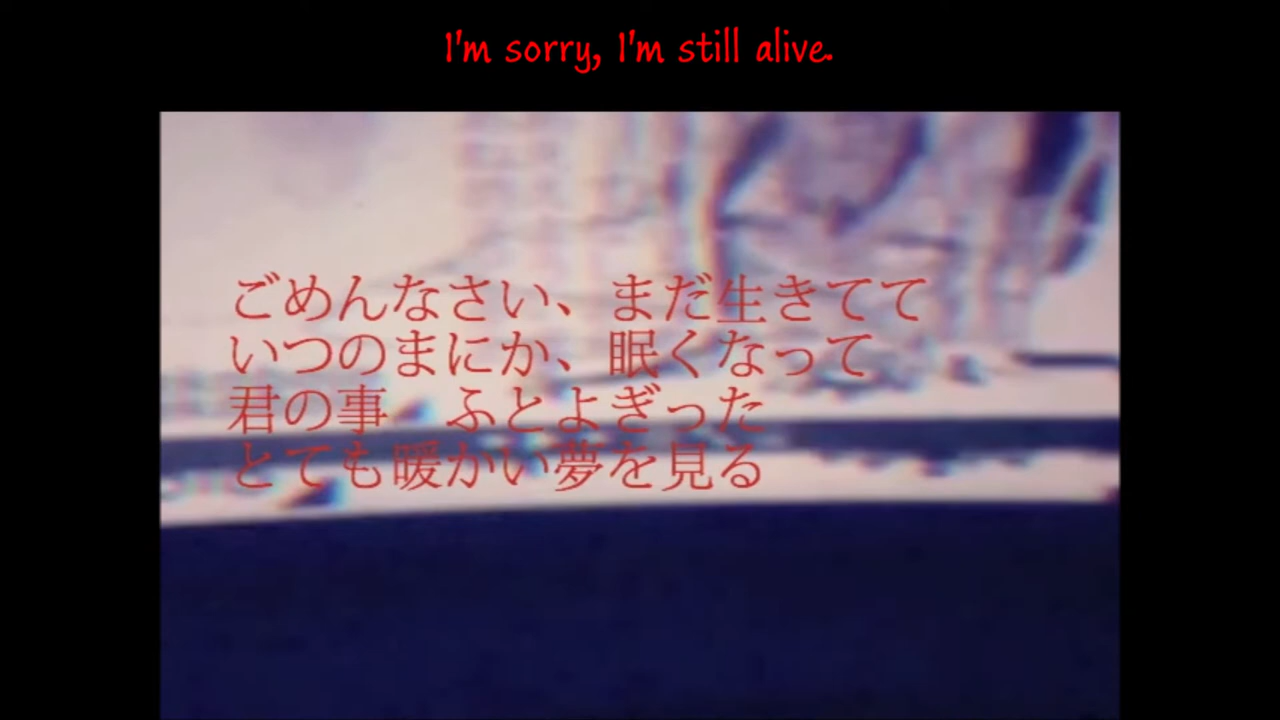 I'm sorry, I'm still alive.
ごめんなさい、まだ生きてて
いつのまにか、眠くなって
君の事　ふとよぎった
とても暖かい夢を見る